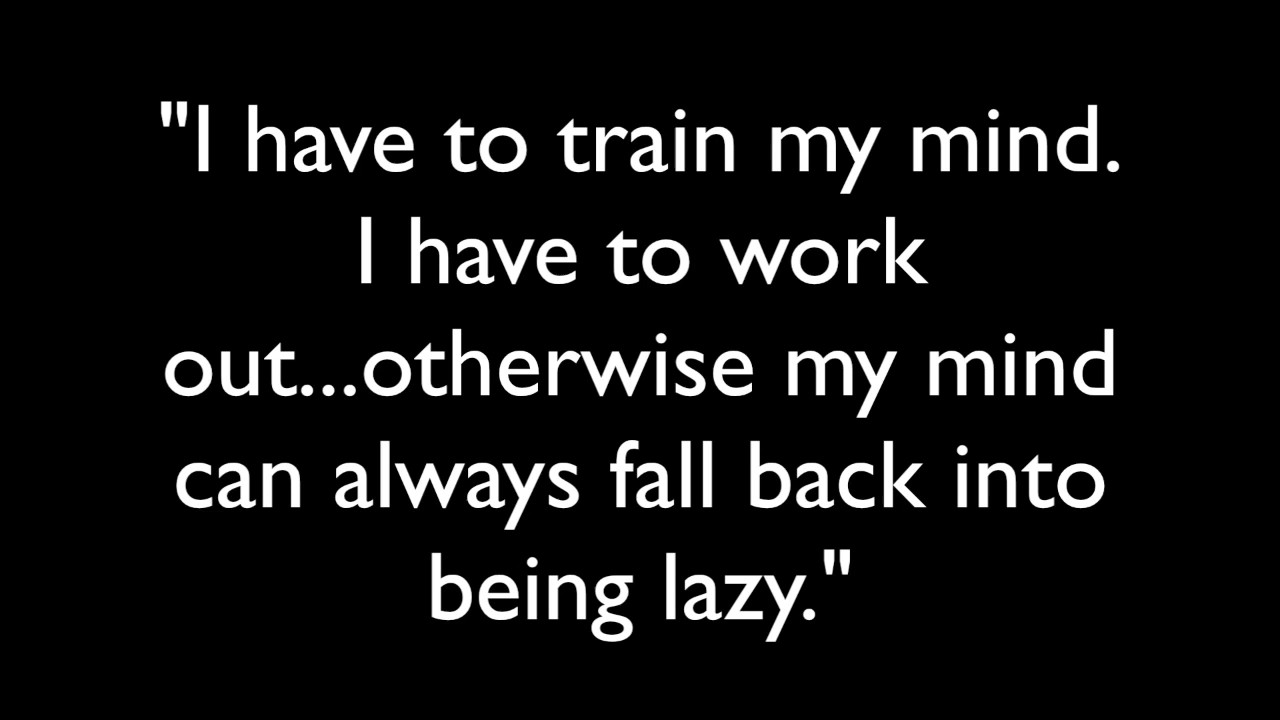 "I have to train my mind.
I have to work
out...otherwise my mind
can always fall back into
being lazy."